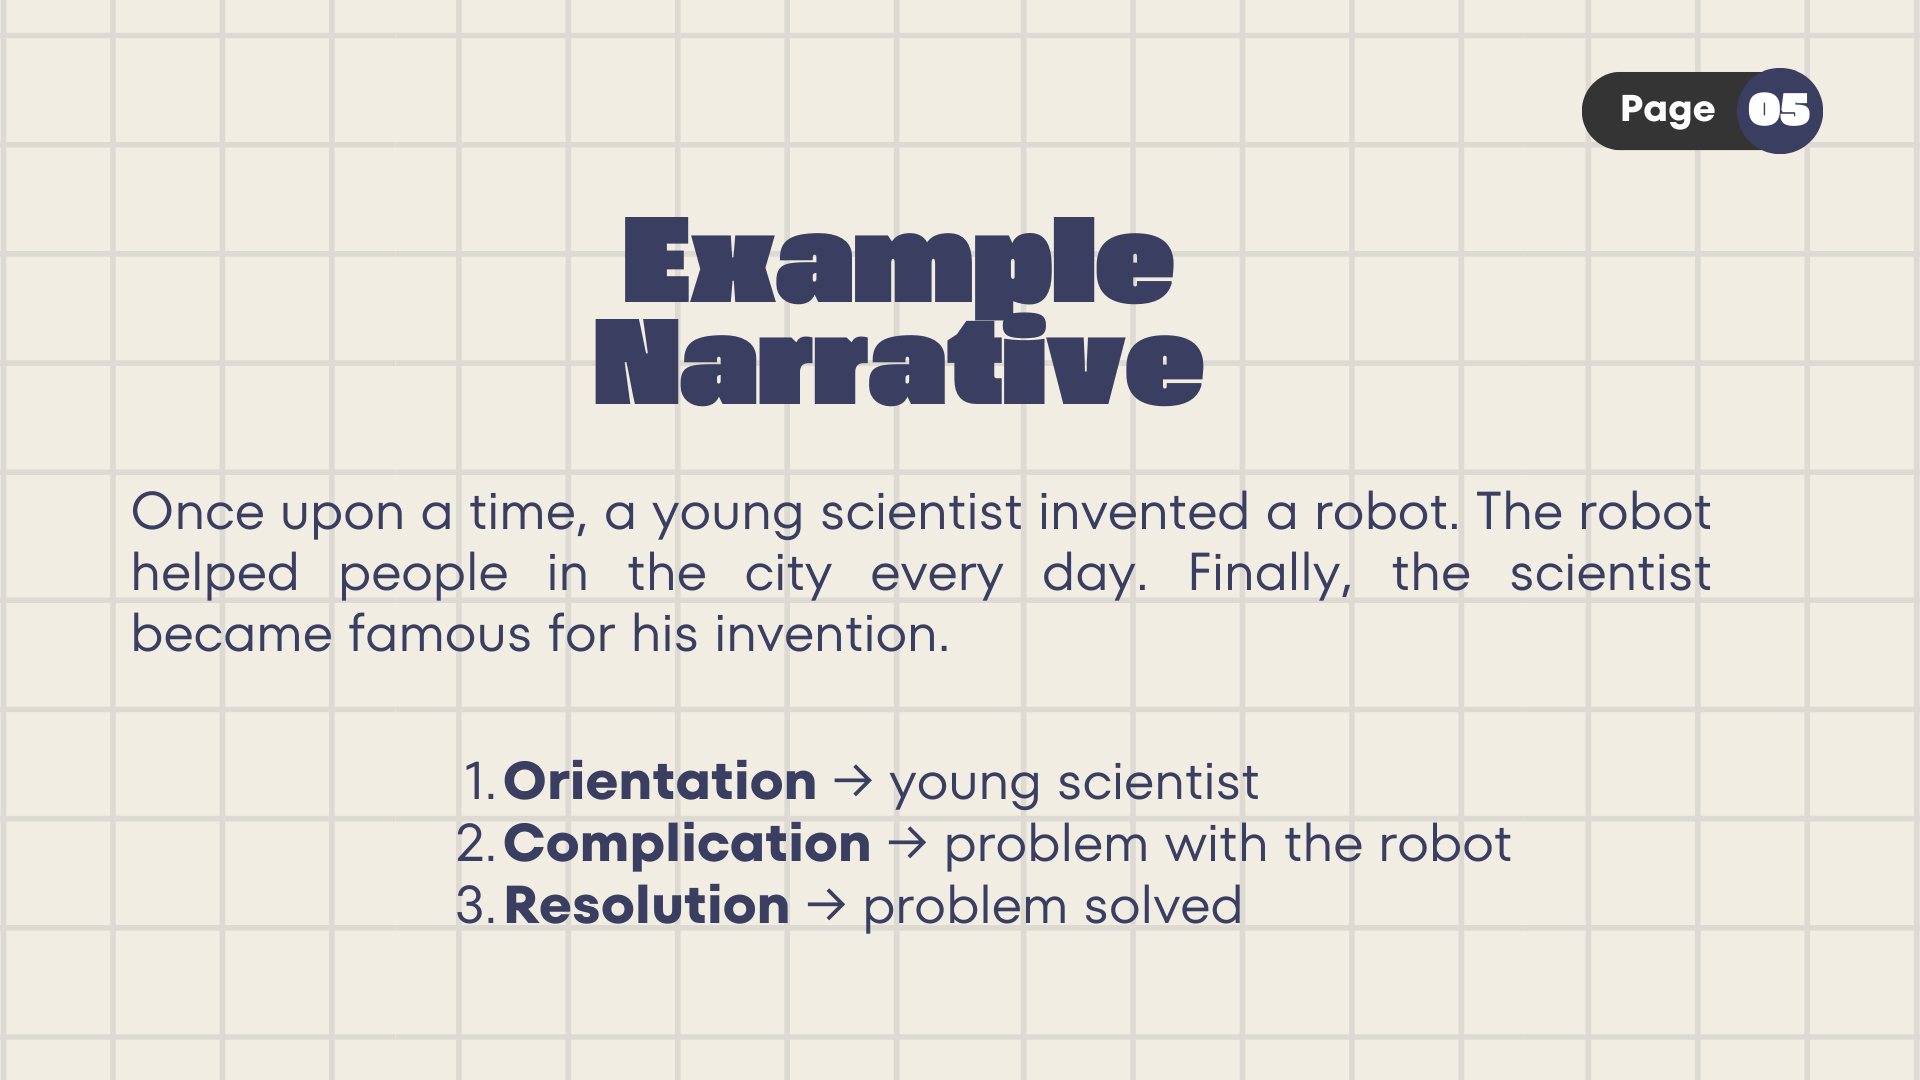 Page 05
Example
Narrative
Once upon a time, a young scientist invented a robot. The robot
helped people in the city every day. Finally, the scientist
became famous for his invention.
1. Orientation → young scientist
2. Complication → problem with the robot
3. Resolution → problem solved